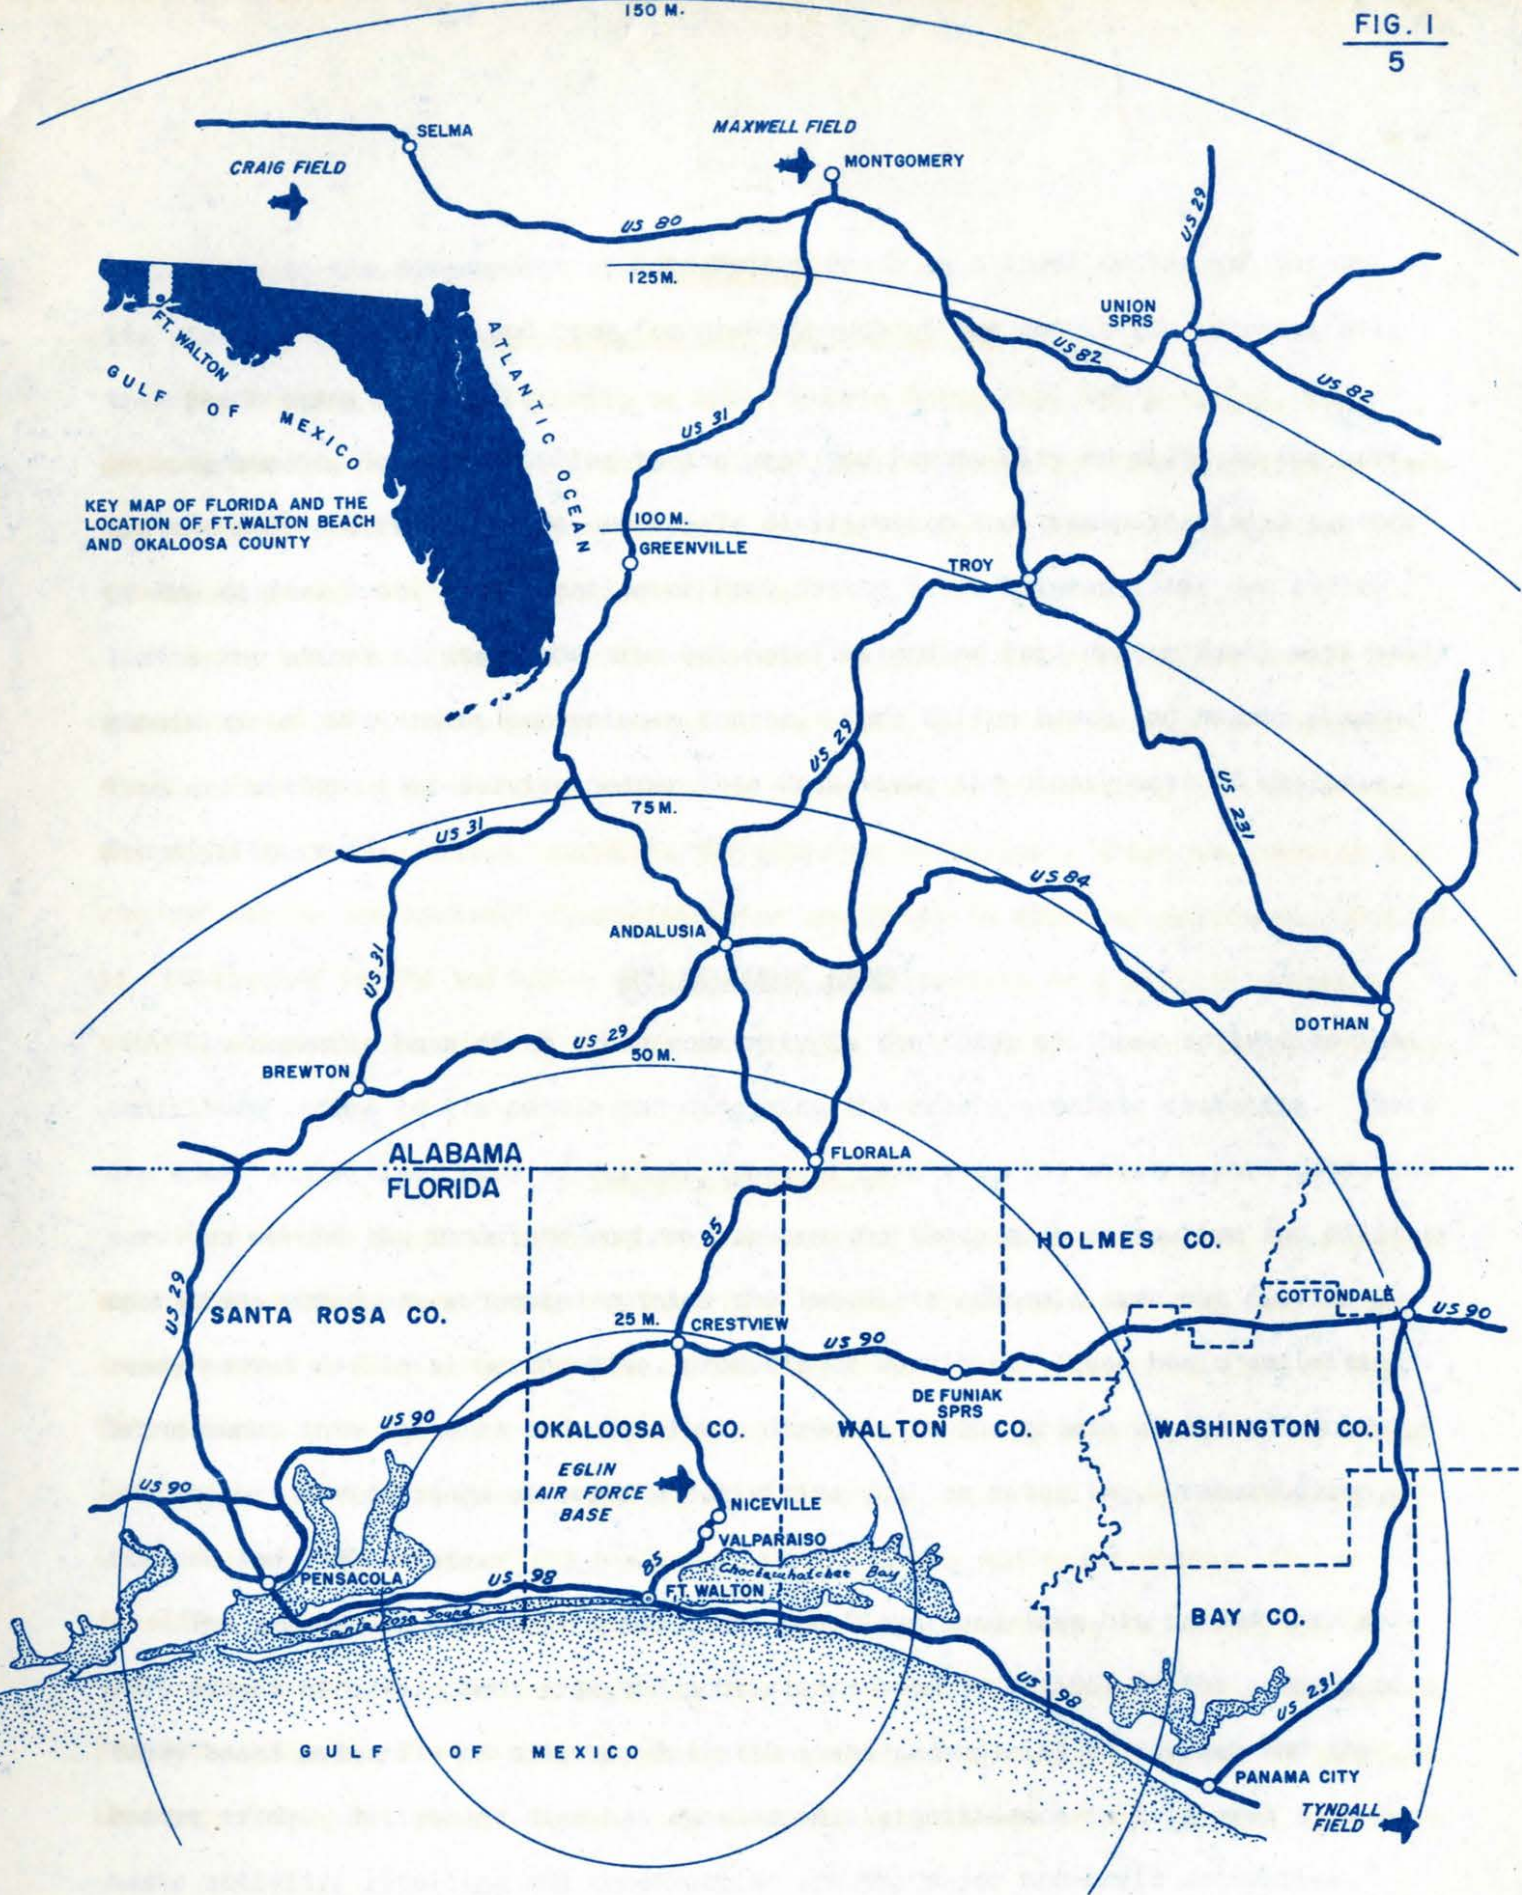 150 M.
FIG. 1
5
SELMA
MAXWELL FIELD
MONTGOMERY
CRAIG FIELD
US 29
US 80
125 M.
UNION
SPRS
US 82
US 82
FT. WALTON
GULF OF MEXICO
ATLANTIC OCEAN
US 31
KEY MAP OF FLORIDA AND THE
LOCATION OF FT. WALTON BEACH
AND OKALOOSA COUNTY
100 M.
GREENVILLE
TROY
US 29
US 231
75 M.
US 31
US 84
ANDALUSIA
US 31
DOTHAN
US 29
50 M.
BREWTON
ALABAMA
FLORALA
FLORIDA
85
HOLMES CO.
US 29
COTTONDALE
US 90
SANTA ROSA CO.
25 M.
CRESTVIEW
US 90
DE FUNIAK
SPRS
US 90
OKALOOSA CO.
WALTON CO.
WASHINGTON CO.
EGLIN
AIR FORCE
BASE
US 90
NICEVILLE
VALPARAISO
85
Choctawhatchee Bay
PENSACOLA
US 98
FT. WALTON
Santa Rosa Sound
BAY CO.
US 98
US 231
GULF OF MEXICO
PANAMA CITY
TYNDALL
FIELD